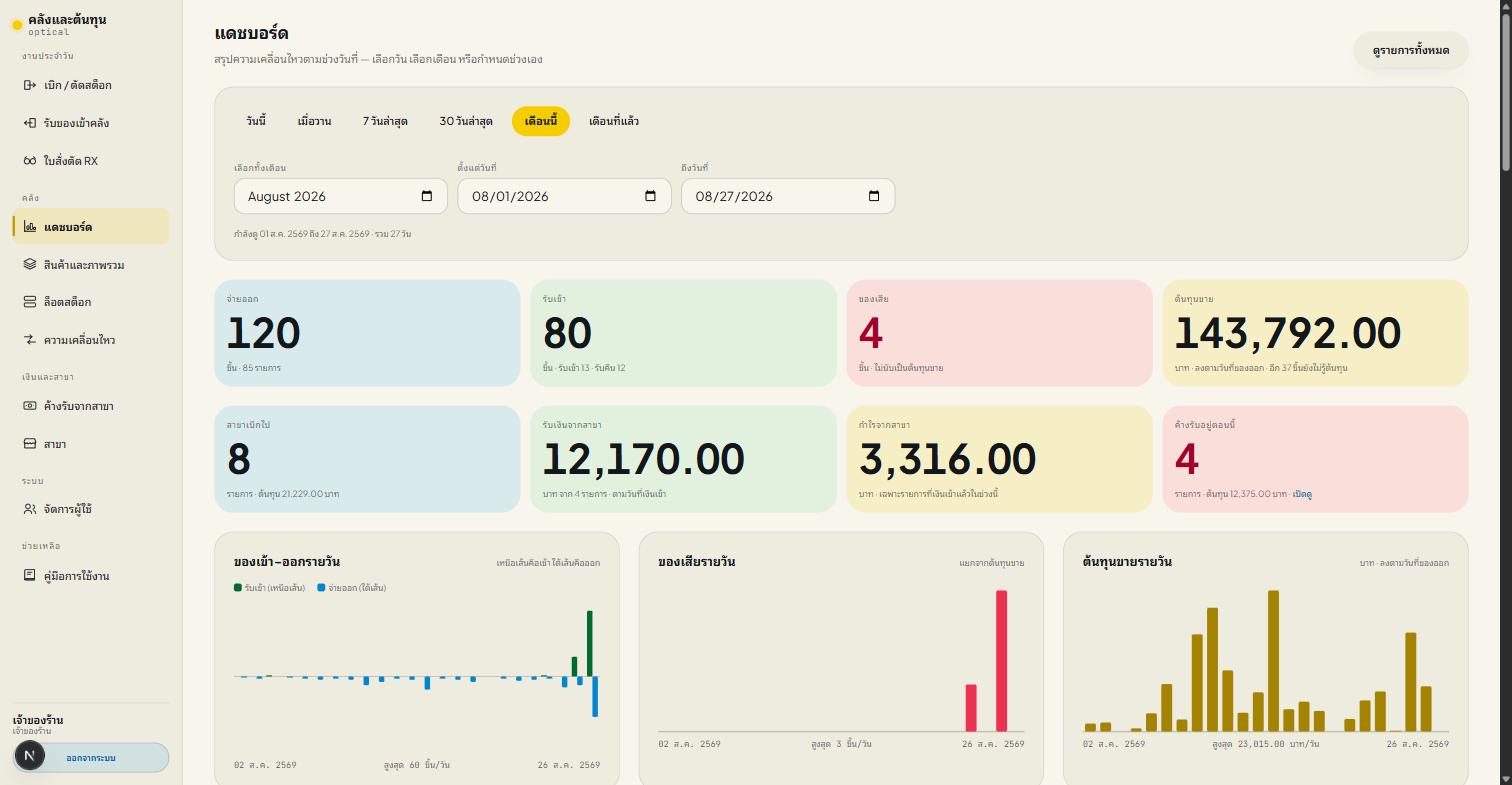 คลังและต้นทุน
optical
งานประจำวัน
เบิก / ตัดสต็อก
รับของเข้าคลัง
ใบสั่งตัด RX
คลัง
แดชบอร์ด
สินค้าและภาพรวม
ล็อตสต็อก
ความเคลื่อนไหว
เงินและสาขา
ค้างรับจากสาขา
สาขา
ระบบ
จัดการผู้ใช้
ช่วยเหลือ
คู่มือการใช้งาน
เจ้าของร้าน
เจ้าของร้าน
N
ออกจากระบบ
แดชบอร์ด
สรุปความเคลื่อนไหวตามช่วงวันที่ — เลือกวัน เลือกเดือน หรือกำหนดช่วงเอง
ดูรายการทั้งหมด
วันนี้ เมื่อวาน 7 วันล่าสุด 30 วันล่าสุด เดือนนี้ เดือนที่แล้ว
เลือกทั้งเดือน ตั้งแต่วันที่ ถึงวันที่
August 2026 08/01/2026 08/27/2026
กำลังดู 01 ส.ค. 2569 ถึง 27 ส.ค. 2569 · รวม 27 วัน
จ่ายออก
120
ชิ้น · 85 รายการ
รับเข้า
80
ชิ้น · รับเข้า 13 · รับคืน 12
ของเสีย
4
ชิ้น · ไม่นับเป็นต้นทุนขาย
ต้นทุนขาย
143,792.00
บาท · ลงตามวันที่ของออก · อีก 37 ชิ้นยังไม่รู้ต้นทุน
สาขาเบิกไป
8
รายการ · ต้นทุน 21,229.00 บาท
รับเงินจากสาขา
12,170.00
บาท จาก 4 รายการ · ตามวันที่เงินเข้า
กำไรจากสาขา
3,316.00
บาท · เฉพาะรายการที่เงินเข้าแล้วในช่วงนี้
ค้างรับอยู่ตอนนี้
4
รายการ · ต้นทุน 12,375.00 บาท · เปิดดู
ของเข้า–ออกรายวัน
เหนือเส้นคือเข้า ใต้เส้นคือออก
รับเข้า (เหนือเส้น) จ่ายออก (ใต้เส้น)
02 ส.ค. 2569 สูงสุด 60 ชิ้น/วัน 26 ส.ค. 2569
ของเสียรายวัน
แยกจากต้นทุนขาย
02 ส.ค. 2569 สูงสุด 3 ชิ้น/วัน 26 ส.ค. 2569
ต้นทุนขายรายวัน
บาท · ลงตามวันที่ของออก
02 ส.ค. 2569 สูงสุด 23,015.00 บาท/วัน 26 ส.ค. 2569